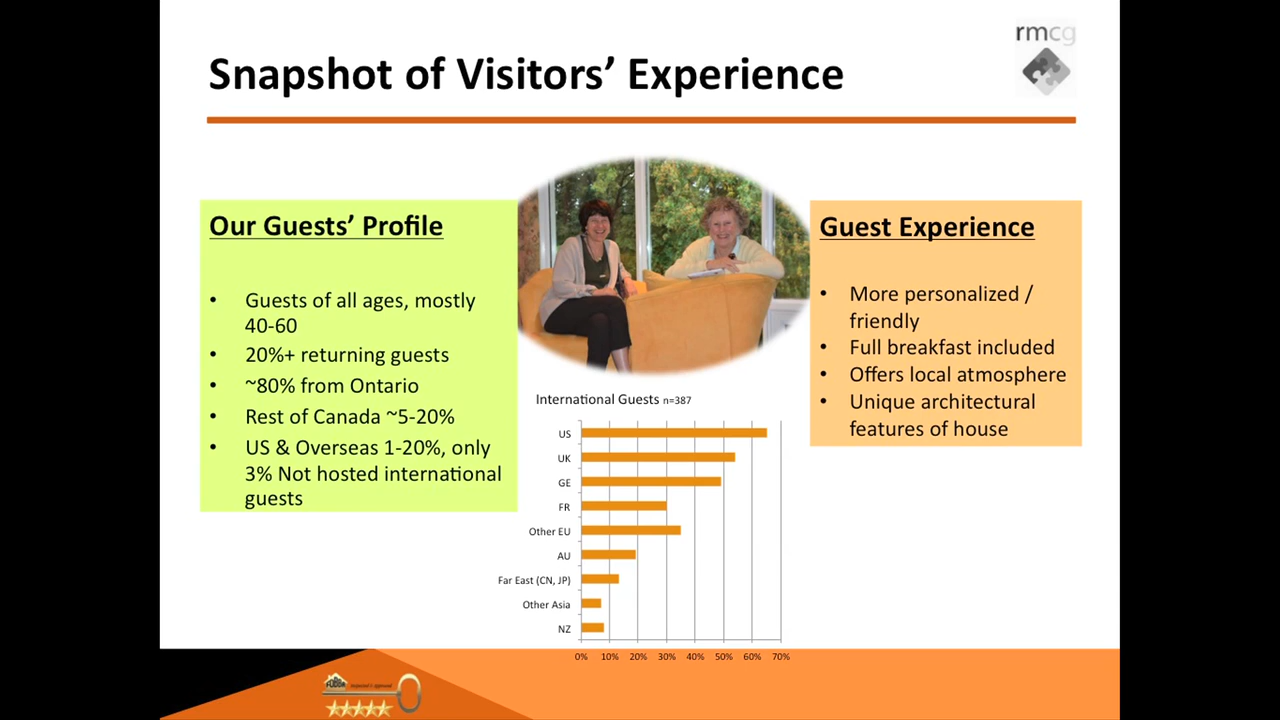 rmcg
Snapshot of Visitors’ Experience
Our Guests’ Profile
• Guests of all ages, mostly
40-60
• 20%+ returning guests
• ~80% from Ontario
• Rest of Canada ~5-20%
• US & Overseas 1-20%, only
3% Not hosted international
guests
Guest Experience
• More personalized /
friendly
• Full breakfast included
• Offers local atmosphere
• Unique architectural
features of house
International Guests n=387
US
UK
GE
FR
Other EU
AU
Far East (CN, JP)
Other Asia
NZ
0% 10% 20% 30% 40% 50% 60% 70%